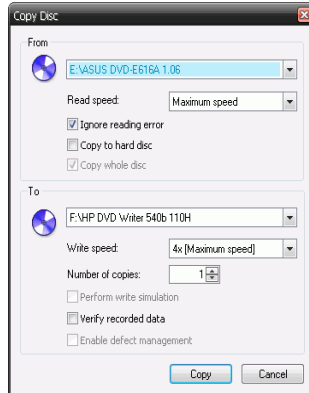 Copy Disc
From
E:\ASUS DVD-E616A 1.06
Read speed: Maximum speed
Ignore reading error
Copy to hard disc
Copy whole disc
To
F:\HP DVD Writer 540b 110H
Write speed: 4x [Maximum speed]
Number of copies: 1
Perform write simulation
Verify recorded data
Enable defect management
Copy Cancel